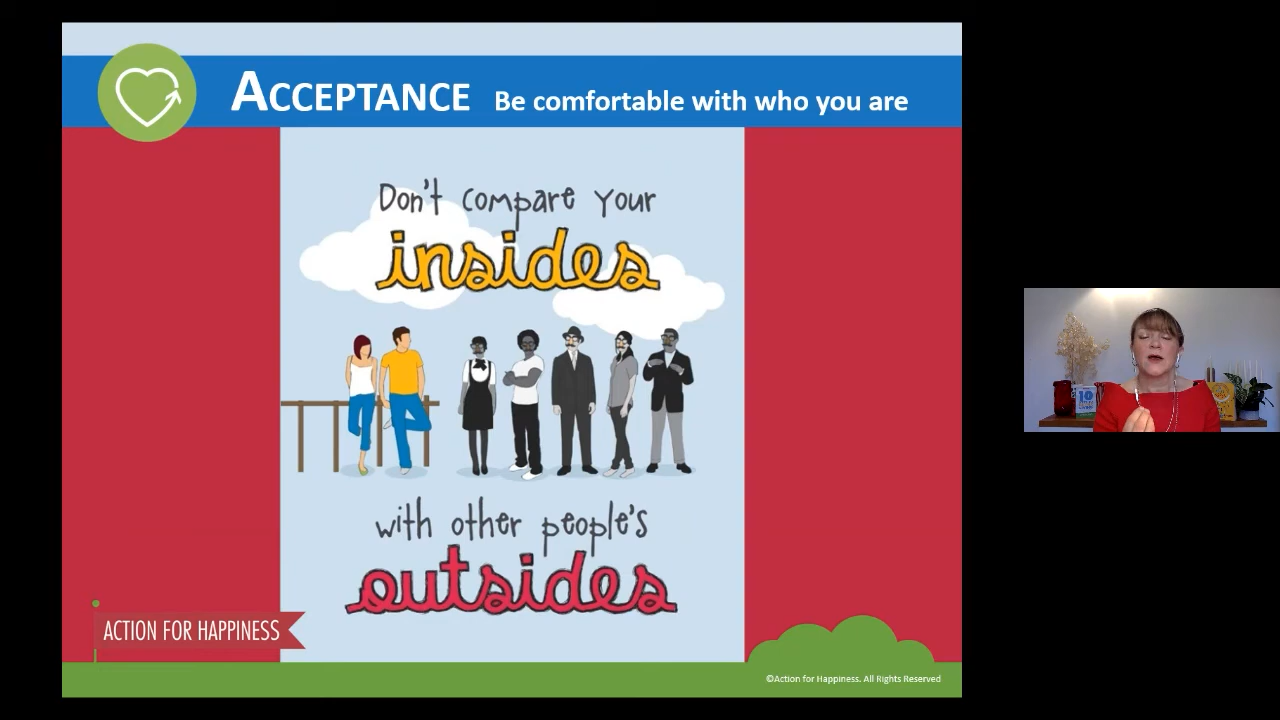 ACCEPTANCE Be comfortable with who you are
Don't compare your
insides
with other people's
outsides
ACTION FOR HAPPINESS
©Action for Happiness. All Rights Reserved
10